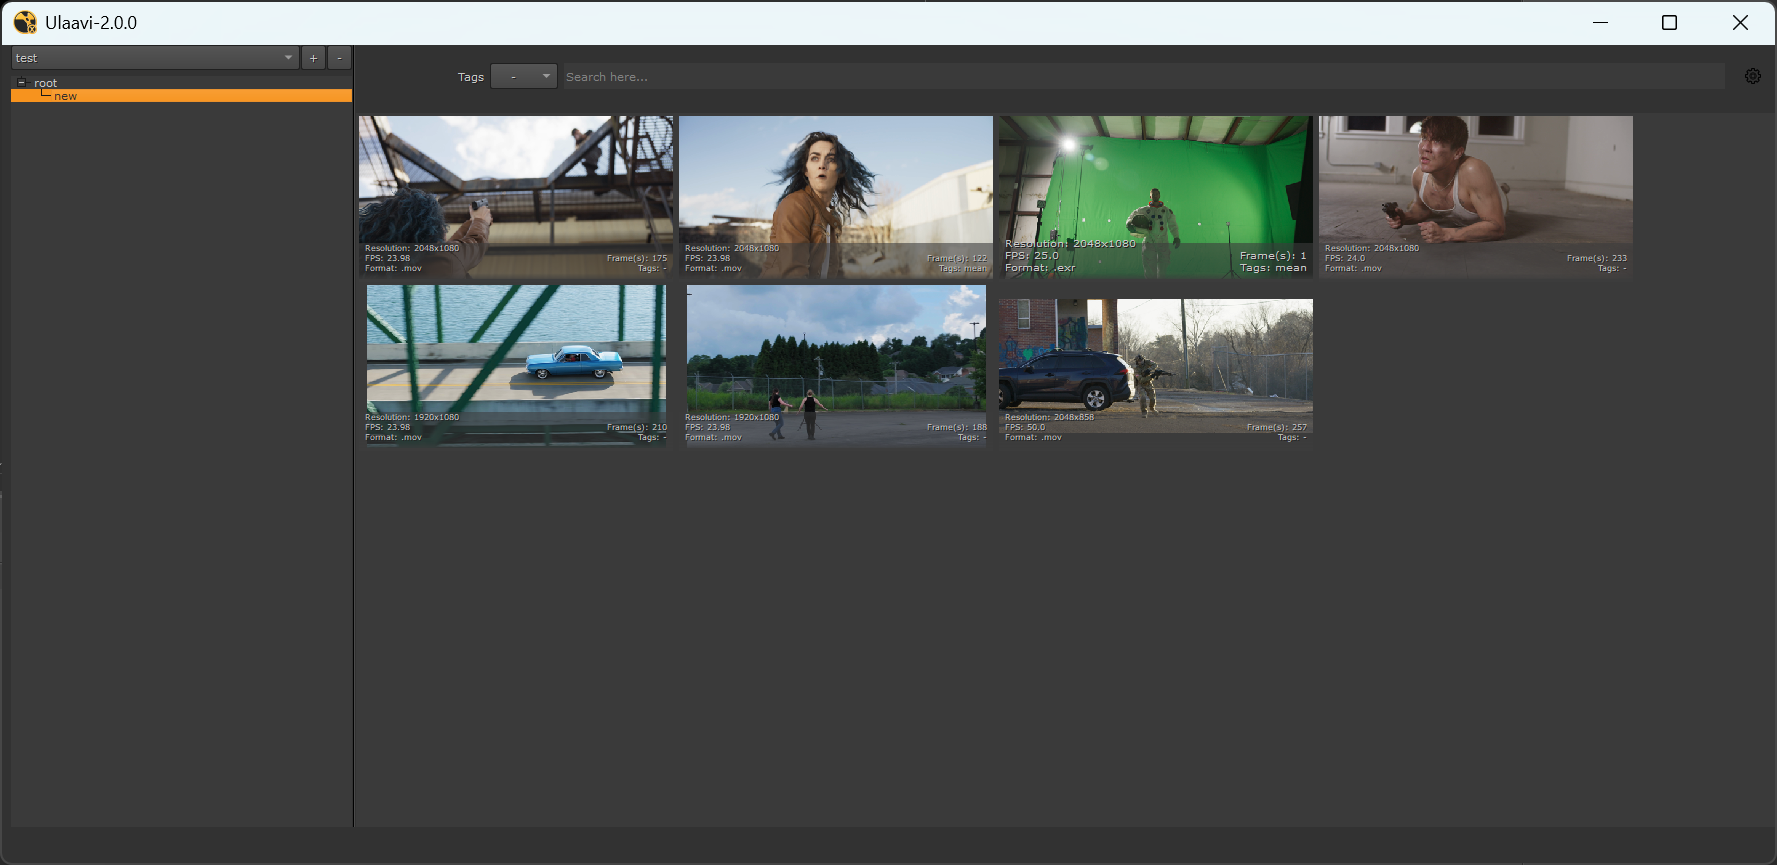 Ulaavi-2.0.0
test
+
-
root
new
Tags
-
Search here...
Resolution: 2048x1080
FPS: 23.98
Frame(s): 175
Format: .mov
Tags: -
Resolution: 2048x1080
FPS: 23.98
Frame(s): 122
Format: .mov
Tags: mean
Resolution: 2048x1080
FPS: 25.0
Frame(s): 1
Format: .exr
Tags: mean
Resolution: 2048x1080
FPS: 24.0
Frame(s): 233
Format: .mov
Tags: -
Resolution: 1920x1080
FPS: 23.98
Frame(s): 210
Format: .mov
Tags: -
Resolution: 1920x1080
FPS: 23.98
Frame(s): 188
Format: .mov
Tags: -
Resolution: 2048x858
FPS: 50.0
Frame(s): 257
Format: .mov
Tags: -